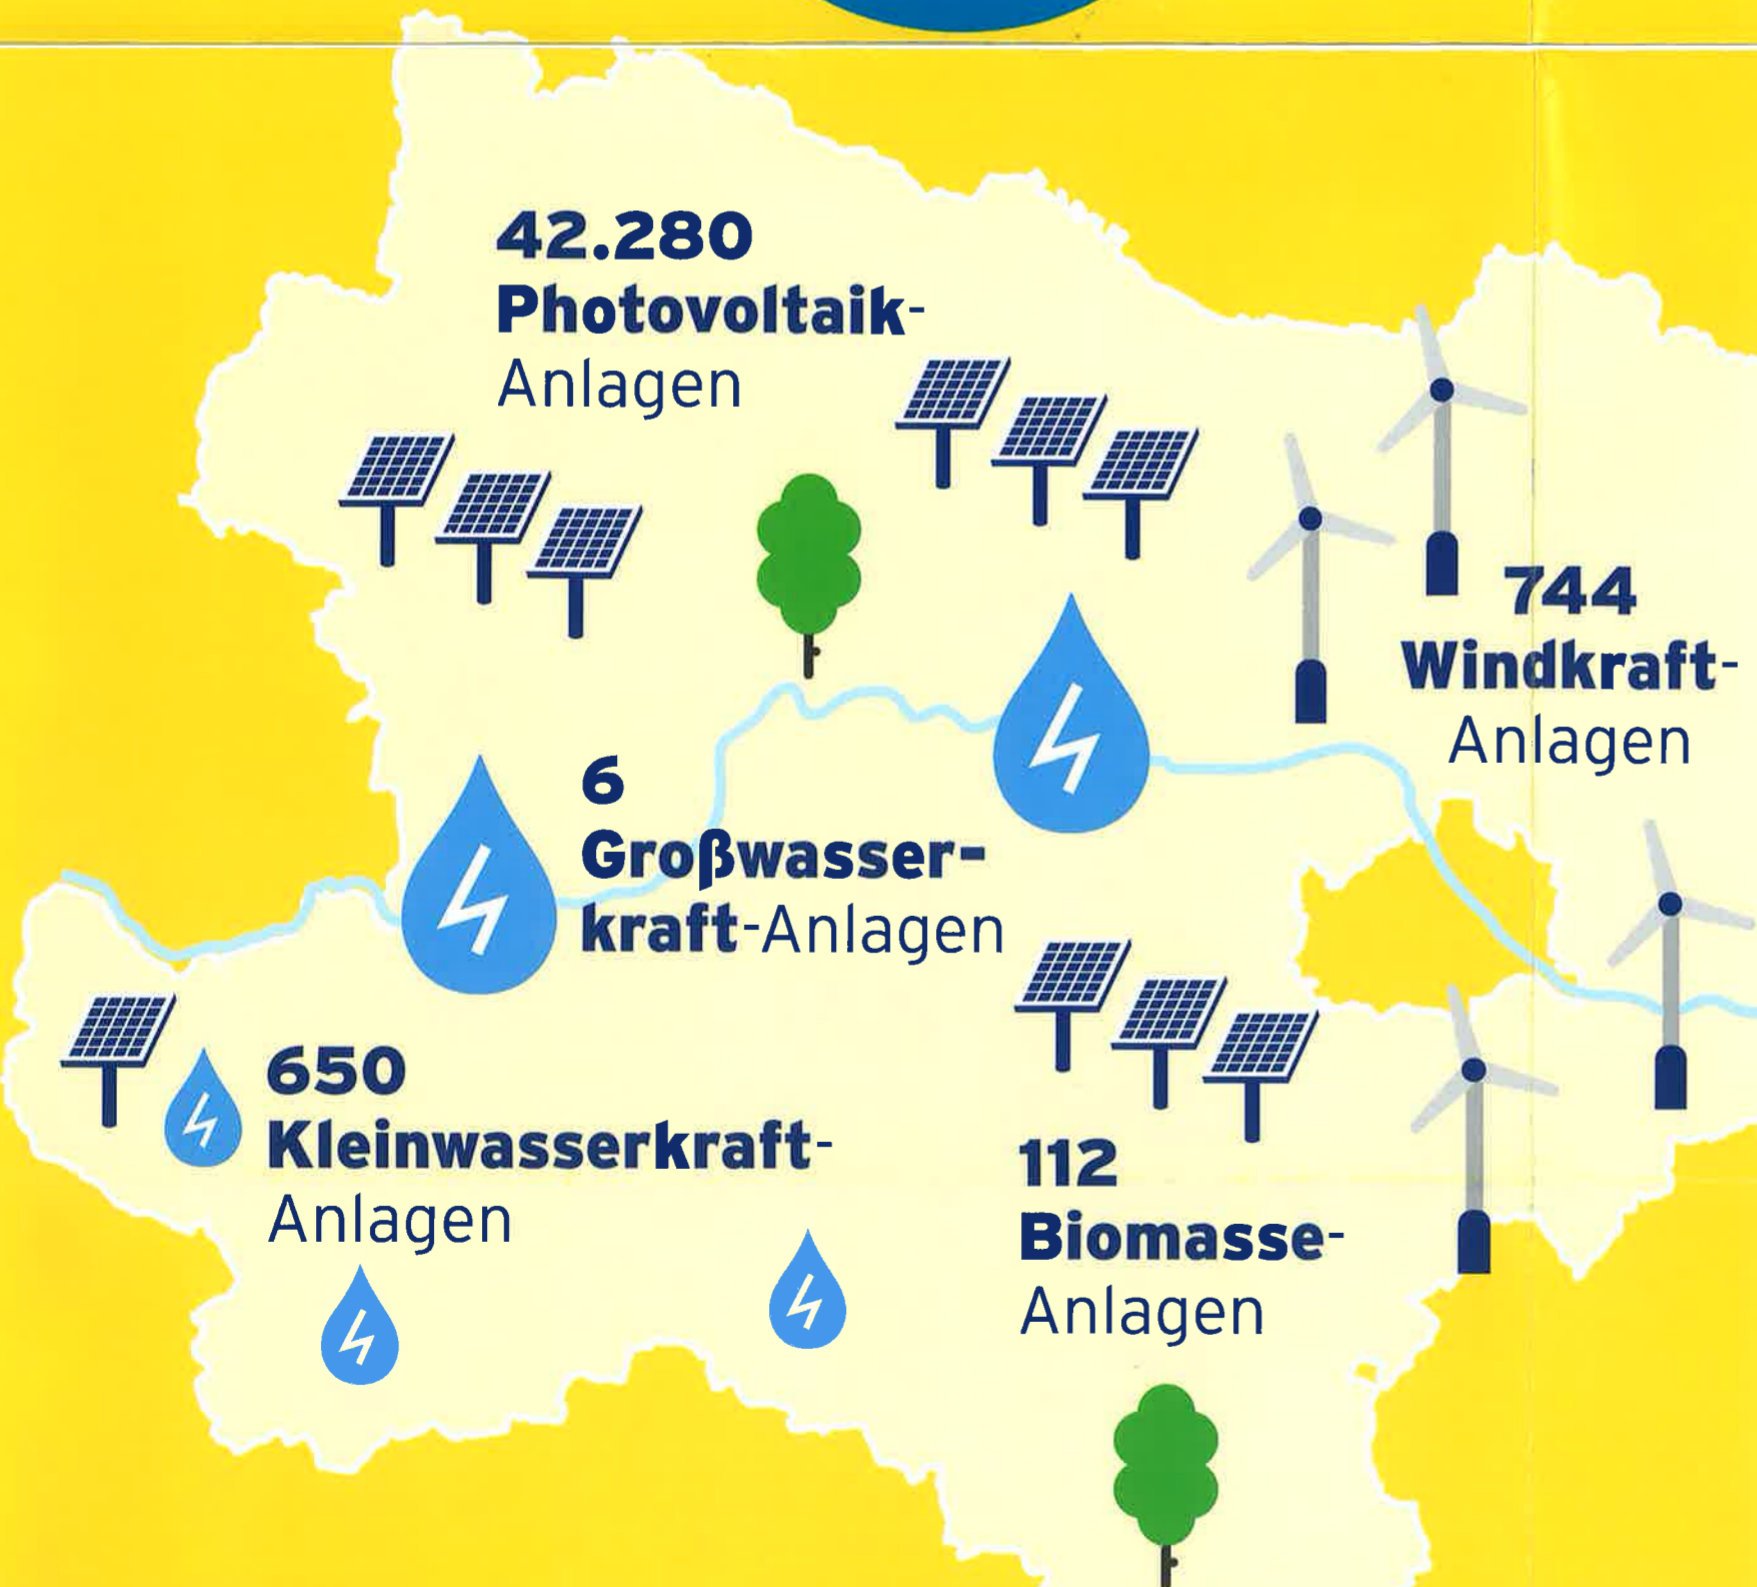 42.280
Photovoltaik-
Anlagen
744
Windkraft-
Anlagen
6
Großwasser-
kraft-Anlagen
650
Kleinwasserkraft-
Anlagen
112
Biomasse-
Anlagen